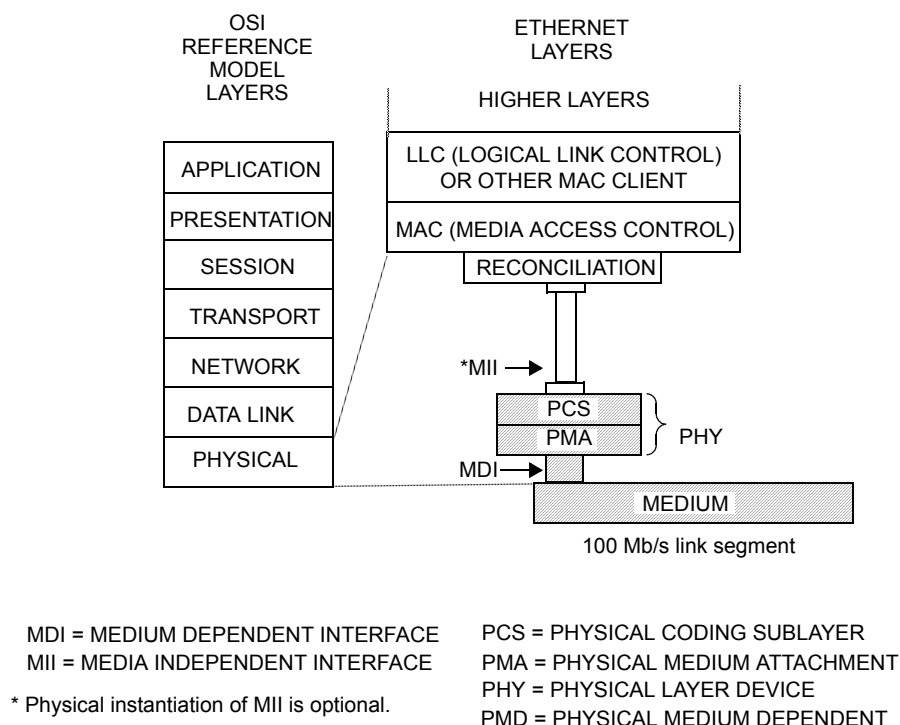 OSI
REFERENCE
MODEL
LAYERS
ETHERNET
LAYERS
HIGHER LAYERS
APPLICATION
PRESENTATION
SESSION
TRANSPORT
NETWORK
DATA LINK
PHYSICAL
LLC (LOGICAL LINK CONTROL)
OR OTHER MAC CLIENT
MAC (MEDIA ACCESS CONTROL)
RECONCILIATION
*MII
PCS
PMA
PHY
MDI
MEDIUM
100 Mb/s link segment
MDI = MEDIUM DEPENDENT INTERFACE
MII = MEDIA INDEPENDENT INTERFACE
* Physical instantiation of MII is optional.
PCS = PHYSICAL CODING SUBLAYER
PMA = PHYSICAL MEDIUM ATTACHMENT
PHY = PHYSICAL LAYER DEVICE
PMD = PHYSICAL MEDIUM DEPENDENT